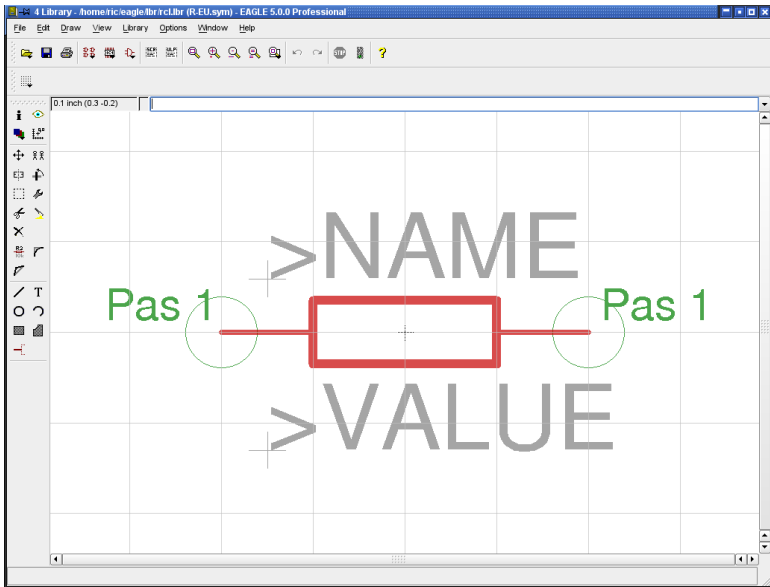 4 Library - /home/ric/eagle/lbr/rcl.lbr (R-EU.sym) - EAGLE 5.0.0 Professional
File Edit Draw View Library Options Window Help
0.1 inch (0.3 -0.2)
>NAME
Pas 1 Pas 1
>VALUE